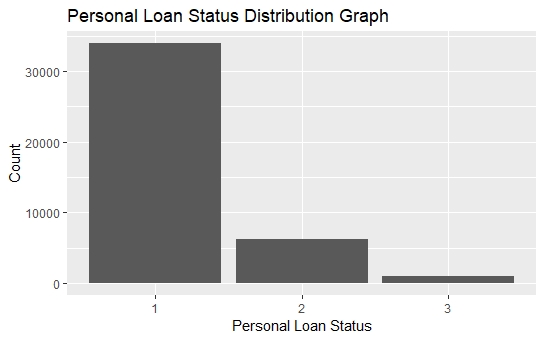 Personal Loan Status Distribution Graph
30000
20000
10000
0
Count
1 2 3
Personal Loan Status